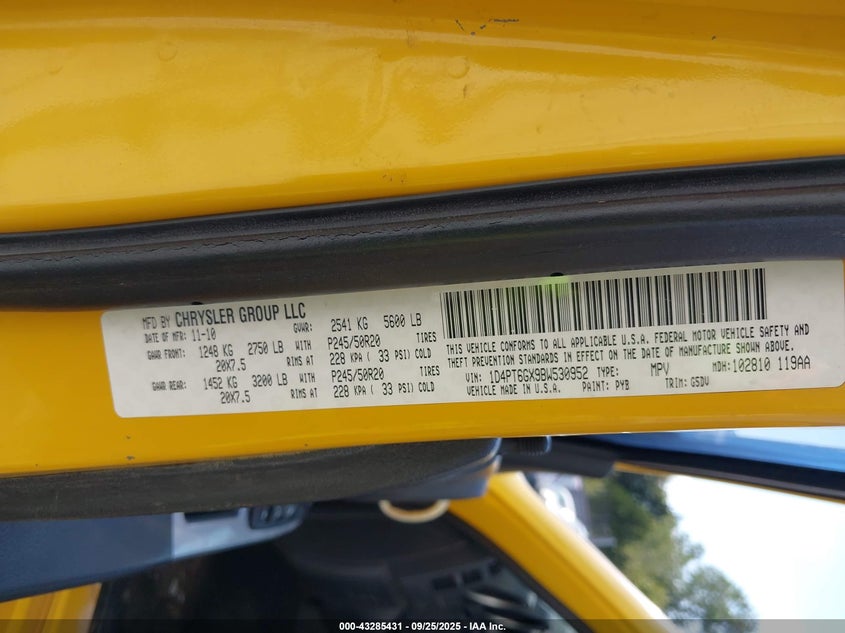 MFD BY CHRYSLER GROUP LLC
DATE OF MFR: 11-10 GVWR: 2541 KG 5600 LB
GAWR FRONT: 1248 KG 2750 LB WITH P245/50R20 TIRES
20X7.5 RIMS AT 228 KPA ( 33 PSI) COLD
GAWR REAR: 1452 KG 3200 LB WITH P245/50R20 TIRES
20X7.5 RIMS AT 228 KPA ( 33 PSI) COLD
THIS VEHICLE CONFORMS TO ALL APPLICABLE U.S.A. FEDERAL MOTOR VEHICLE SAFETY AND
THEFT PREVENTION STANDARDS IN EFFECT ON THE DATE OF MANUFACTURE SHOWN ABOVE.
VIN: 1D4PT6GX9BW530952 TYPE: MPV MDH:102810 119AA
VEHICLE MADE IN U.S.A. PAINT: PYB TRIM: G5DV
000-43285431 - 09/25/2025 - IAA Inc.